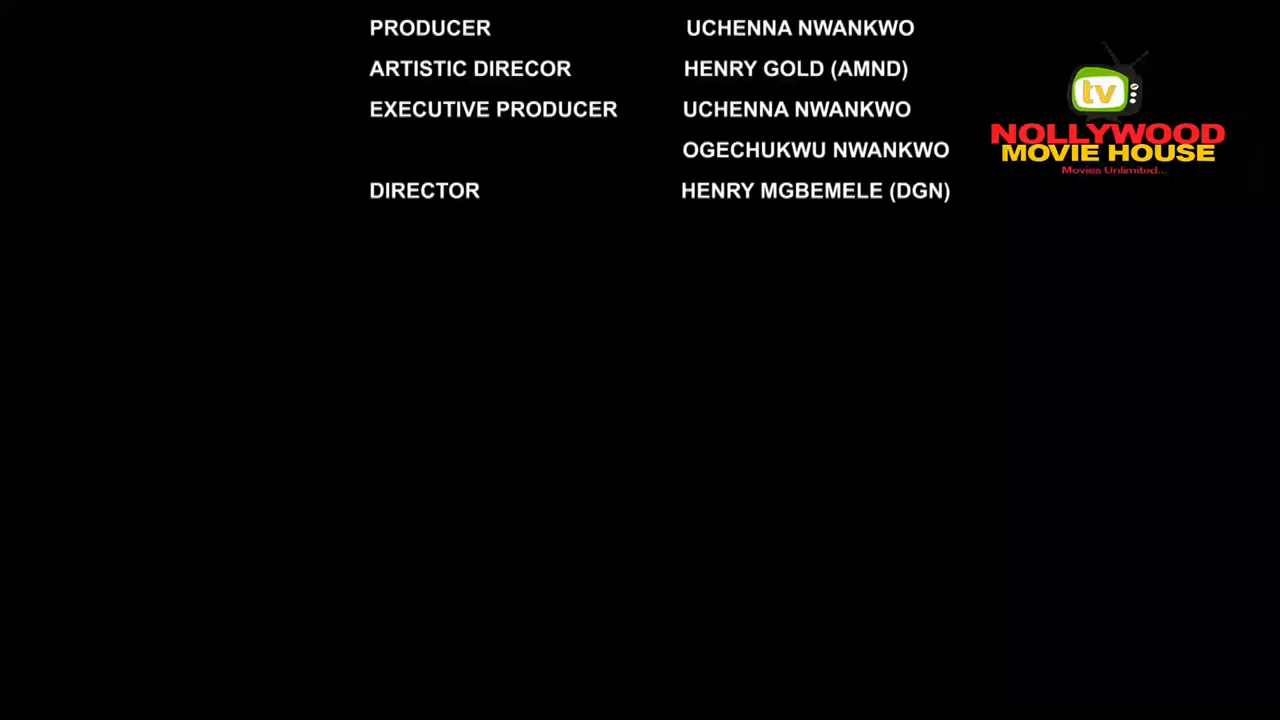 PRODUCER UCHENNA NWANKWO
ARTISTIC DIRECOR HENRY GOLD (AMND)
EXECUTIVE PRODUCER UCHENNA NWANKWO
OGECHUKWU NWANKWO
DIRECTOR HENRY MGBEMELE (DGN)
tv
NOLLYWOOD
MOVIE HOUSE
Movies Unlimited...